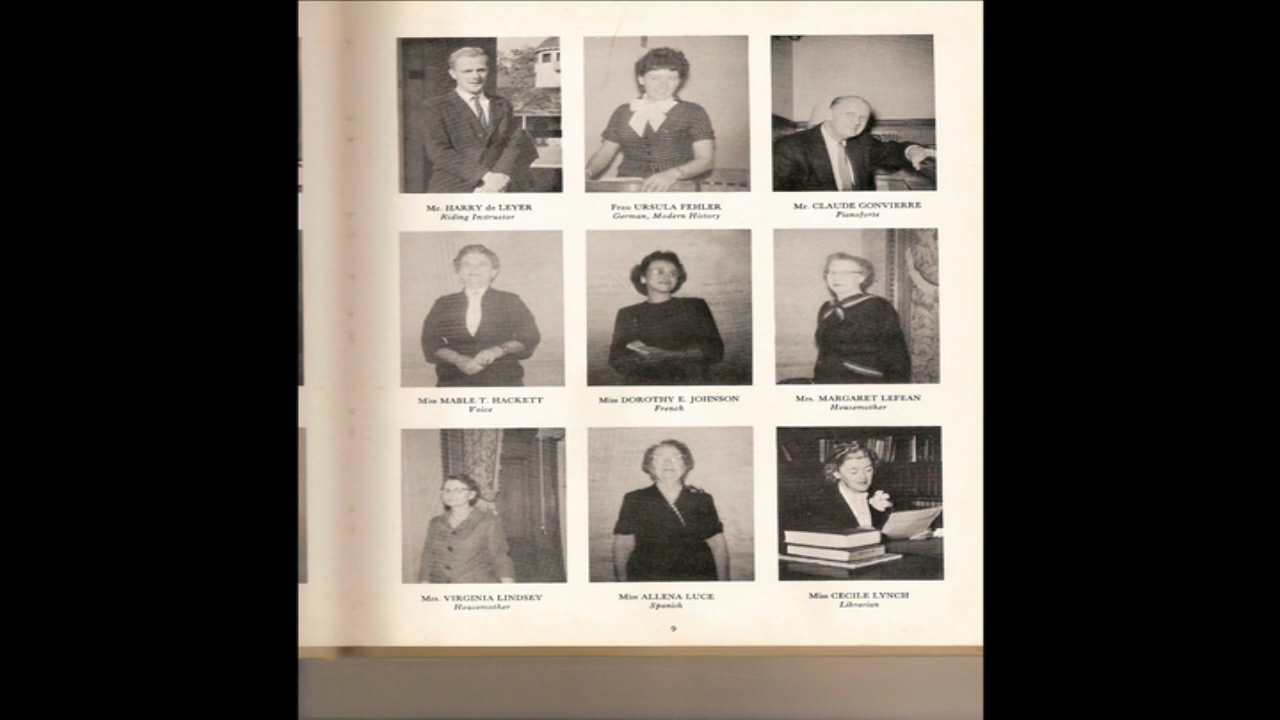 Mr. HARRY de LEYER
Riding Instructor
Frau URSULA FEHLER
German, Modern History
Mr. CLAUDE GONVIERRE
Pianoforte
Miss MABLE T. HACKETT
Voice
Miss DOROTHY E. JOHNSON
French
Mrs. MARGARET LEFEAN
Housemother
Mrs. VIRGINIA LINDSEY
Housemother
Miss ALLENA LUCE
Spanish
Miss CECILE LYNCH
Librarian
9